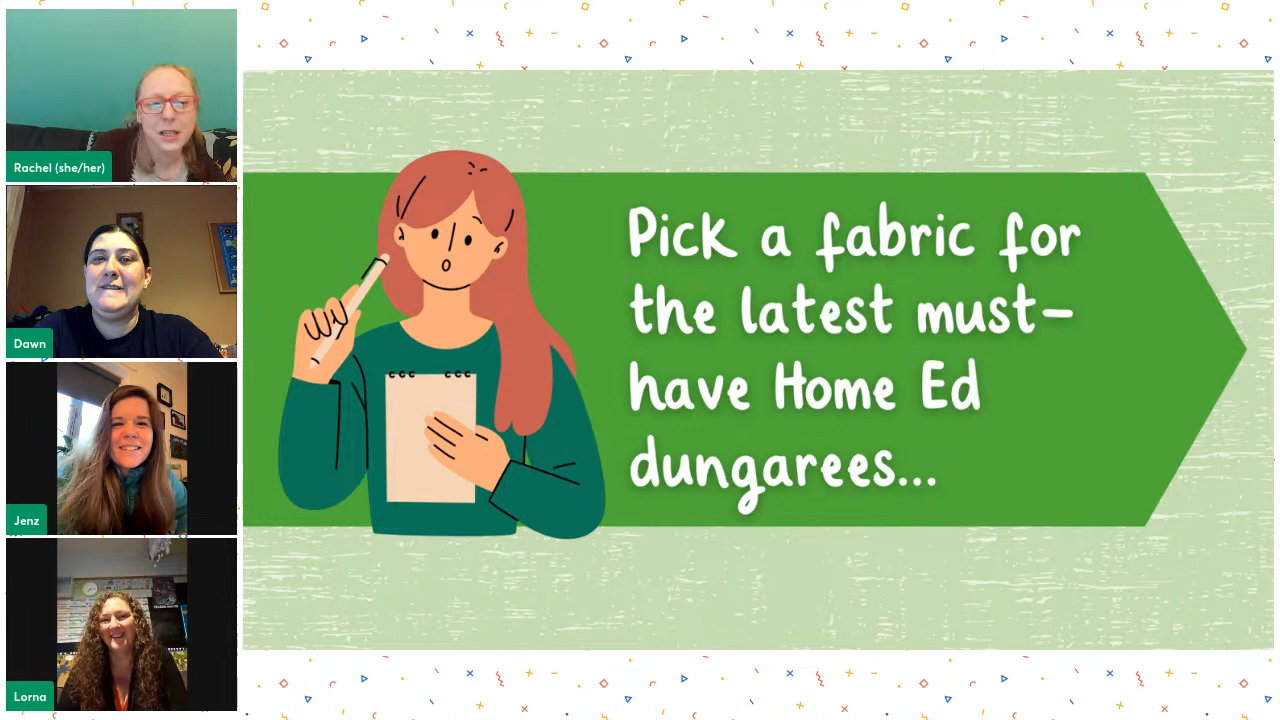 Rachel (she/her)
Dawn
Jenz
Lorna
Pick a fabric for
the latest must-
have Home Ed
dungarees...